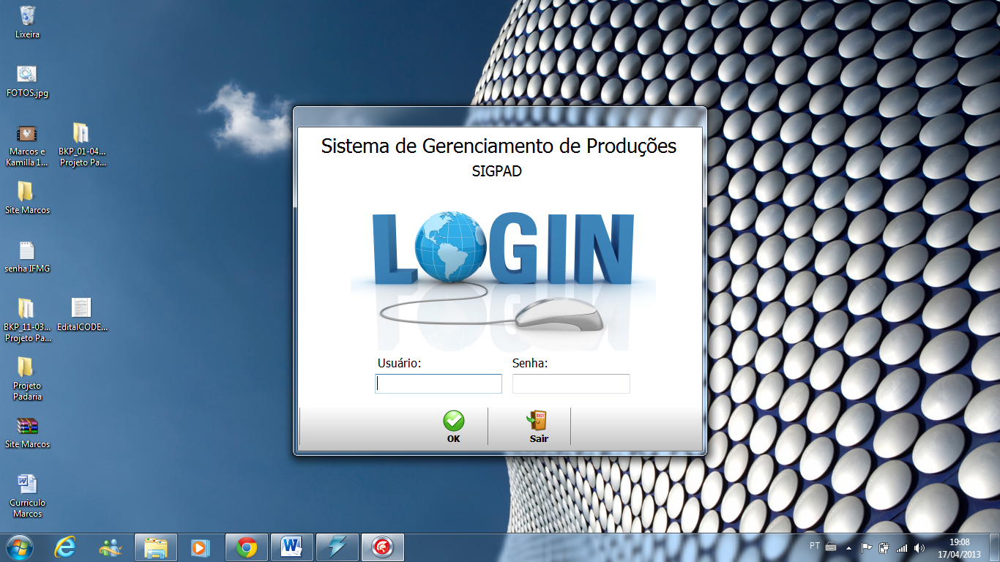 Lixeira
FOTOS.jpg
Marcos e
Kamilla 1...
BKP_01-04...
Projeto Pa...
Site Marcos
senha IFMG
BKP_11-03...
Projeto Pa...
EditalCODE...
Projeto
Padaria
Site Marcos
Curriculo
Marcos
Sistema de Gerenciamento de Produções
SIGPAD
LOGIN
Usuário:
Senha:
EXIT
OK
Sair
PT
19:08
17/04/2013